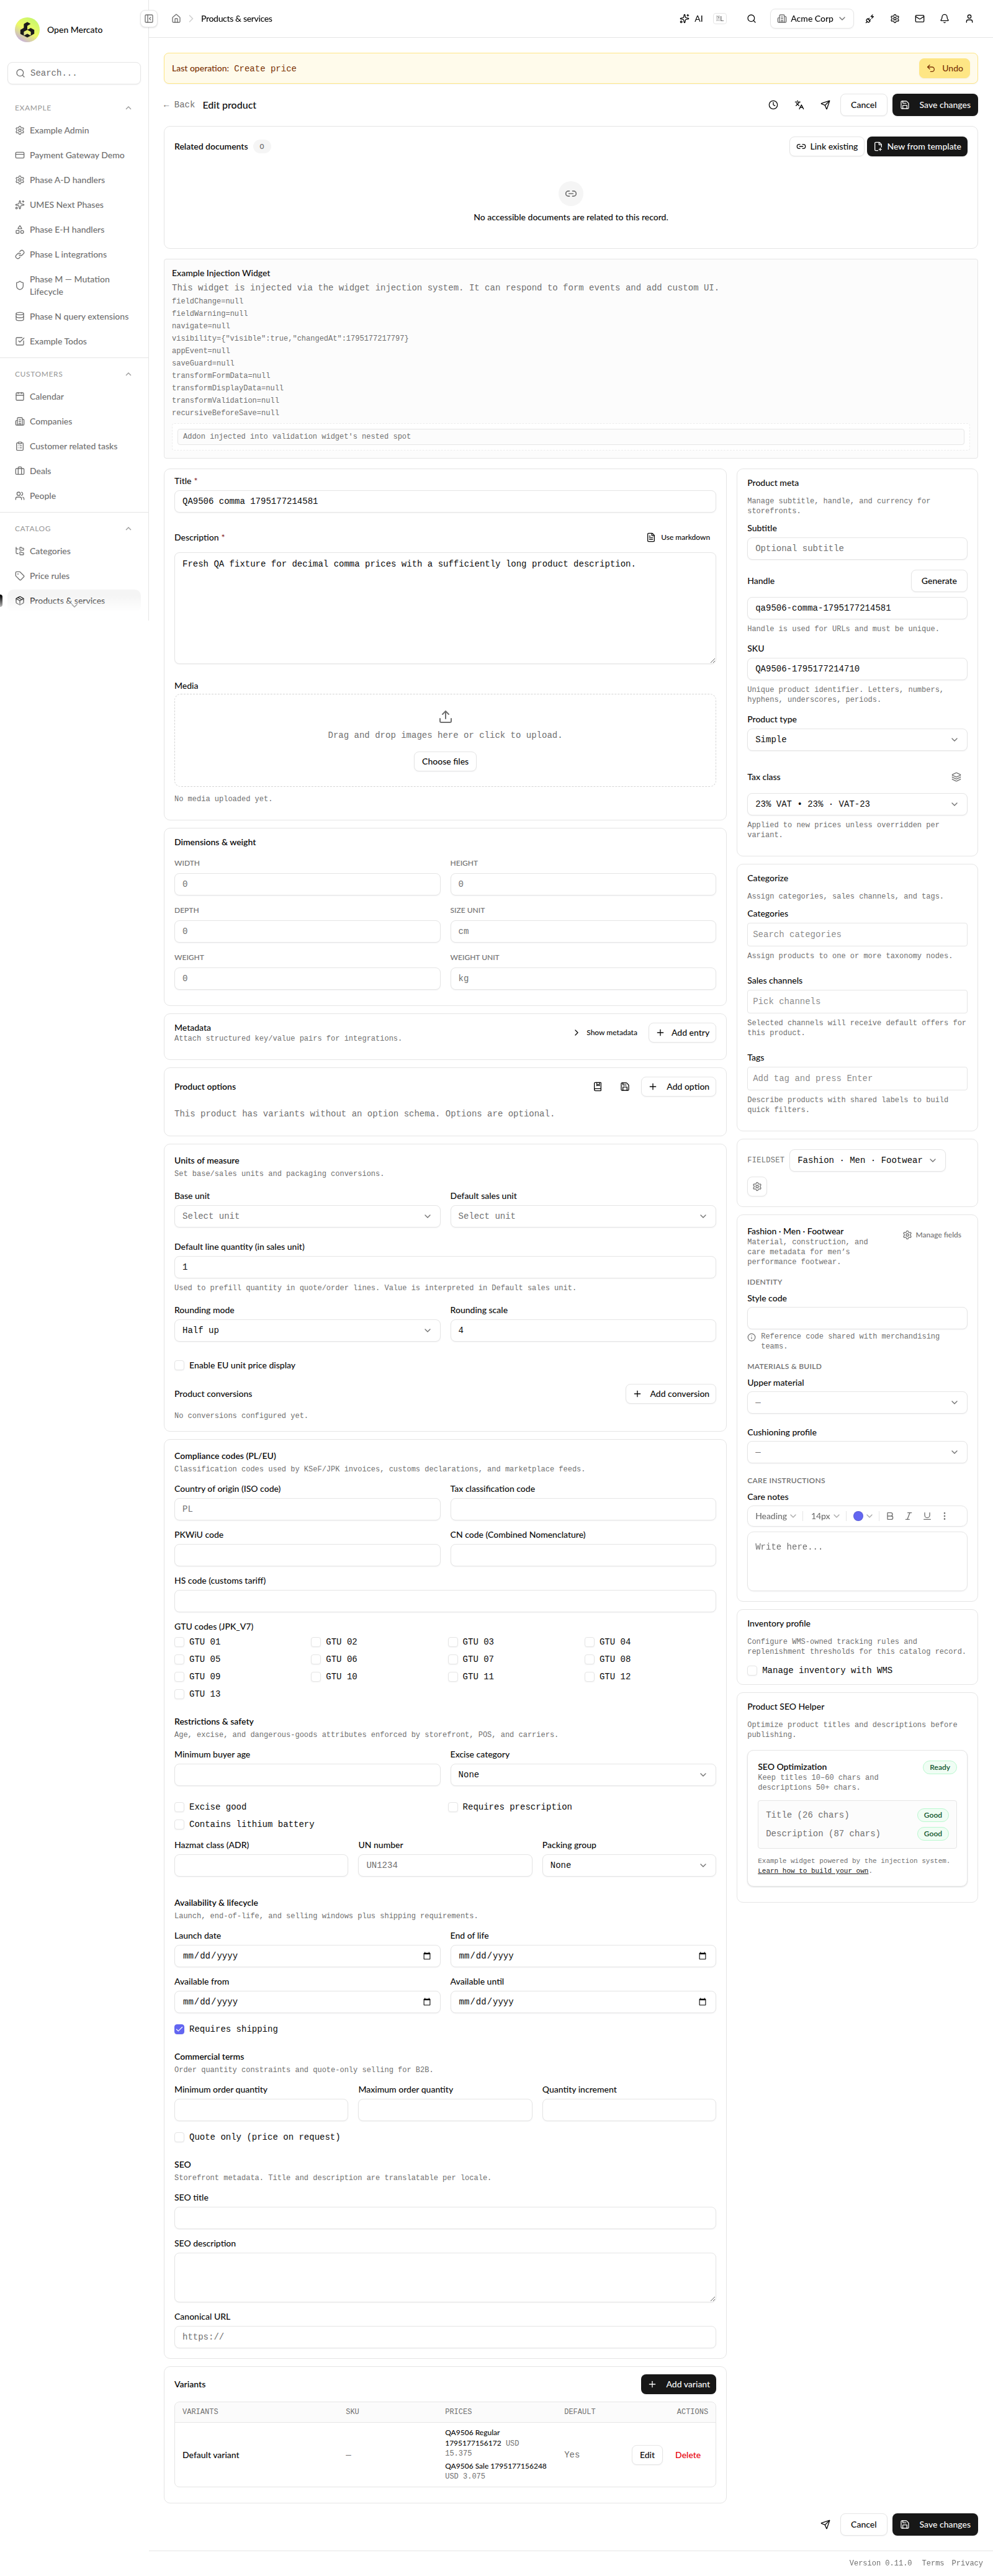 Open Mercato
Search...
EXAMPLE
Example Admin
Payment Gateway Demo
Phase A-D handlers
UMES Next Phases
Phase E-H handlers
Phase L integrations
Phase M — Mutation
Lifecycle
Phase N query extensions
Example Todos
CUSTOMERS
Calendar
Companies
Customer related tasks
Deals
People
CATALOG
Categories
Price rules
Products & services
Products & services
AI
Acme Corp
Last operation: Create price
Undo
← Back
Edit product
Cancel
Save changes
Related documents 0
Link existing
New from template
No accessible documents are related to this record.
Example Injection Widget
This widget is injected via the widget injection system. It can respond to form events and add custom UI.
fieldChange=null
fieldWarning=null
navigate=null
visibility={"visible":true,"changedAt":1795177217797}
appEvent=null
saveGuard=null
transformFormData=null
transformDisplayData=null
transformValidation=null
recursiveBeforeSave=null
Addon injected into validation widget's nested spot
Title *
QA9506 comma 1795177214581
Description *
Use markdown
Fresh QA fixture for decimal comma prices with a sufficiently long product description.
Media
Drag and drop images here or click to upload.
Choose files
No media uploaded yet.
Dimensions & weight
WIDTH
HEIGHT
0
0
DEPTH
SIZE UNIT
0
cm
WEIGHT
WEIGHT UNIT
0
kg
Metadata
Attach structured key/value pairs for integrations.
Show metadata
Add entry
Product options
Add option
This product has variants without an option schema. Options are optional.
Units of measure
Set base/sales units and packaging conversions.
Base unit
Default sales unit
Select unit
Select unit
Default line quantity (in sales unit)
1
Used to prefill quantity in quote/order lines. Value is interpreted in Default sales unit.
Rounding mode
Rounding scale
Half up
4
Enable EU unit price display
Product conversions
Add conversion
No conversions configured yet.
Compliance codes (PL/EU)
Classification codes used by KSeF/JPK invoices, customs declarations, and marketplace feeds.
Country of origin (ISO code)
Tax classification code
PL
PKWiU code
CN code (Combined Nomenclature)
HS code (customs tariff)
GTU codes (JPK_V7)
GTU 01
GTU 02
GTU 03
GTU 04
GTU 05
GTU 06
GTU 07
GTU 08
GTU 09
GTU 10
GTU 11
GTU 12
GTU 13
Restrictions & safety
Age, excise, and dangerous-goods attributes enforced by storefront, POS, and carriers.
Minimum buyer age
Excise category
None
Excise good
Requires prescription
Contains lithium battery
Hazmat class (ADR)
UN number
Packing group
UN1234
None
Availability & lifecycle
Launch, end-of-life, and selling windows plus shipping requirements.
Launch date
End of life
mm/dd/yyyy
mm/dd/yyyy
Available from
Available until
mm/dd/yyyy
mm/dd/yyyy
Requires shipping
Commercial terms
Order quantity constraints and quote-only selling for B2B.
Minimum order quantity
Maximum order quantity
Quantity increment
Quote only (price on request)
SEO
Storefront metadata. Title and description are translatable per locale.
SEO title
SEO description
Canonical URL
https://
Variants
Add variant
VARIANTS
SKU
PRICES
DEFAULT
ACTIONS
Default variant
—
QA9506 Regular
1795177156172 USD
15.375
QA9506 Sale 1795177156248
USD 3.075
Yes
Edit
Delete
Product meta
Manage subtitle, handle, and currency for
storefronts.
Subtitle
Optional subtitle
Handle
Generate
qa9506-comma-1795177214581
Handle is used for URLs and must be unique.
SKU
QA9506-1795177214710
Unique product identifier. Letters, numbers,
hyphens, underscores, periods.
Product type
Simple
Tax class
23% VAT • 23% · VAT-23
Applied to new prices unless overridden per
variant.
Categorize
Assign categories, sales channels, and tags.
Categories
Search categories
Assign products to one or more taxonomy nodes.
Sales channels
Pick channels
Selected channels will receive default offers for
this product.
Tags
Add tag and press Enter
Describe products with shared labels to build
quick filters.
FIELDSET
Fashion · Men · Footwear
Fashion · Men · Footwear
Manage fields
Material, construction, and
care metadata for men's
performance footwear.
IDENTITY
Style code
Reference code shared with merchandising
teams.
MATERIALS & BUILD
Upper material
—
Cushioning profile
—
CARE INSTRUCTIONS
Care notes
Heading
14px
B I U
Write here...
Inventory profile
Configure WMS-owned tracking rules and
replenishment thresholds for this catalog record.
Manage inventory with WMS
Product SEO Helper
Optimize product titles and descriptions before
publishing.
SEO Optimization
Ready
Keep titles 10–60 chars and
descriptions 50+ chars.
Title (26 chars)
Good
Description (87 chars)
Good
Example widget powered by the injection system.
Learn how to build your own.
Cancel
Save changes
Version 0.11.0
Terms
Privacy